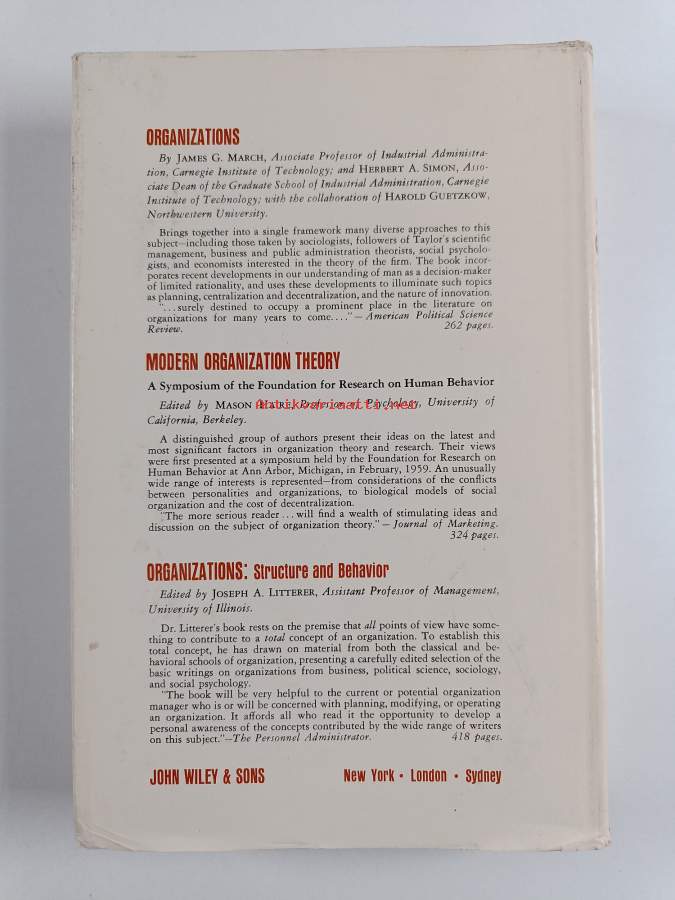 ORGANIZATIONS
By JAMES G. MARCH, Associate Professor of Industrial Administra-
tion, Carnegie Institute of Technology; and HERBERT A. SIMON, Asso-
ciate Dean of the Graduate School of Industrial Administration, Carnegie
Institute of Technology; with the collaboration of HAROLD GUETZKOW,
Northwestern University.
Brings together into a single framework many diverse approaches to this
subject—including those taken by sociologists, followers of Taylor's scientific
management, business and public administration theorists, social psycholo-
gists, and economists interested in the theory of the firm. The book incor-
porates recent developments in our understanding of man as a decision-maker
of limited rationality, and uses these developments to illuminate such topics
as planning, centralization and decentralization, and the nature of innovation.
"...surely destined to occupy a prominent place in the literature on
organizations for many years to come...."—American Political Science
Review. 262 pages.
MODERN ORGANIZATION THEORY
A Symposium of the Foundation for Research on Human Behavior
Edited by MASON HAIRE, Professor of Psychology, University of
Antikvariaatti.net
California, Berkeley.
A distinguished group of authors present their ideas on the latest and
most significant factors in organization theory and research. Their views
were first presented at a symposium held by the Foundation for Research on
Human Behavior at Ann Arbor, Michigan, in February, 1959. An unusually
wide range of interests is represented—from considerations of the conflicts
between personalities and organizations, to biological models of social
organization and the cost of decentralization.
"The more serious reader...will find a wealth of stimulating ideas and
discussion on the subject of organization theory."—Journal of Marketing.
324 pages.
ORGANIZATIONS: Structure and Behavior
Edited by JOSEPH A. LITTERER, Assistant Professor of Management,
University of Illinois.
Dr. Litterer's book rests on the premise that all points of view have some-
thing to contribute to a total concept of an organization. To establish this
total concept, he has drawn on material from both the classical and be-
havioral schools of organization, presenting a carefully edited selection of the
basic writings on organizations from business, political science, sociology,
and social psychology.
"The book will be very helpful to the current or potential organization
manager who is or will be concerned with planning, modifying, or operating
an organization. It affords all who read it the opportunity to develop a
personal awareness of the concepts contributed by the wide range of writers
on this subject."—The Personnel Administrator. 418 pages.
JOHN WILEY & SONS New York • London • Sydney